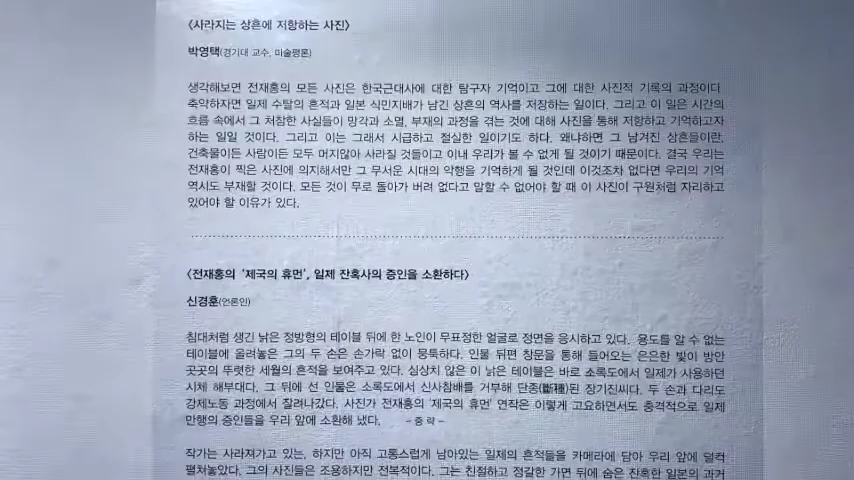 <사라지는 상흔에 저항하는 사진>
박영택(경기대 교수, 미술평론)
생각해보면 전재홍의 모든 사진은 한국근대사에 대한 탐구자 기억이고 그에 대한 사진적 기록의 과정이다
축약하자면 일제 수탈의 흔적과 일본 식민지배가 남긴 상흔의 역사를 저장하는 일이다. 그리고 이 일은 시간의
흐름 속에서 그 처참한 사실들이 망각과 소멸, 부재의 과정을 겪는 것에 대해 사진을 통해 저항하고 기억하고자
하는 일일 것이다. 그리고 이는 그래서 시급하고 절실한 일이기도 하다. 왜냐하면 그 남겨진 상흔들이란,
건축물이든 사람이든 모두 머지않아 사라질 것들이고 이내 우리가 볼 수 없게 될 것이기 때문이다. 결국 우리는
전재홍이 찍은 사진에 의지해서만 그 무서운 시대의 악행을 기억하게 될 것인데 이것조차 없다면 우리의 기억
역시도 부재할 것이다. 모든 것이 무로 돌아가 버려 없다고 말할 수 없어야 할 때 이 사진이 구원처럼 자리하고
있어야 할 이유가 있다.
<전재홍의 '제국의 휴먼', 일제 잔혹사의 증인을 소환하다>
신경훈(언론인)
침대처럼 생긴 낡은 정방형의 테이블 뒤에 한 노인이 무표정한 얼굴로 정면을 응시하고 있다. 용도를 알 수 없는
테이블에 올려놓은 그의 두 손은 손가락 없이 뭉툭하다. 인물 뒤편 창문을 통해 들어오는 은은한 빛이 방안
곳곳의 뚜렷한 세월의 흔적을 보여주고 있다. 심상치 않은 이 낡은 테이블은 바로 소록도에서 일제가 사용하던
시체 해부대다. 그 뒤에 선 인물은 소록도에서 신사참배를 거부해 단종(斷種)된 장기진씨다. 두 손과 다리도
강제노동 과정에서 잘려나갔다. 사진가 전재홍의 '제국의 휴먼' 연작은 이렇게 고요하면서도 충격적으로 일제
만행의 증인들을 우리 앞에 소환해 냈다. - 중 략 -
작가는 사라져가고 있는, 하지만 아직 고통스럽게 남아있는 일제의 흔적들을 카메라에 담아 우리 앞에 덜컥
펼쳐놓았다. 그의 사진들은 조용하지만 전복적이다. 그는 친절하고 정갈한 가면 뒤에 숨은 잔혹한 일본의 과거